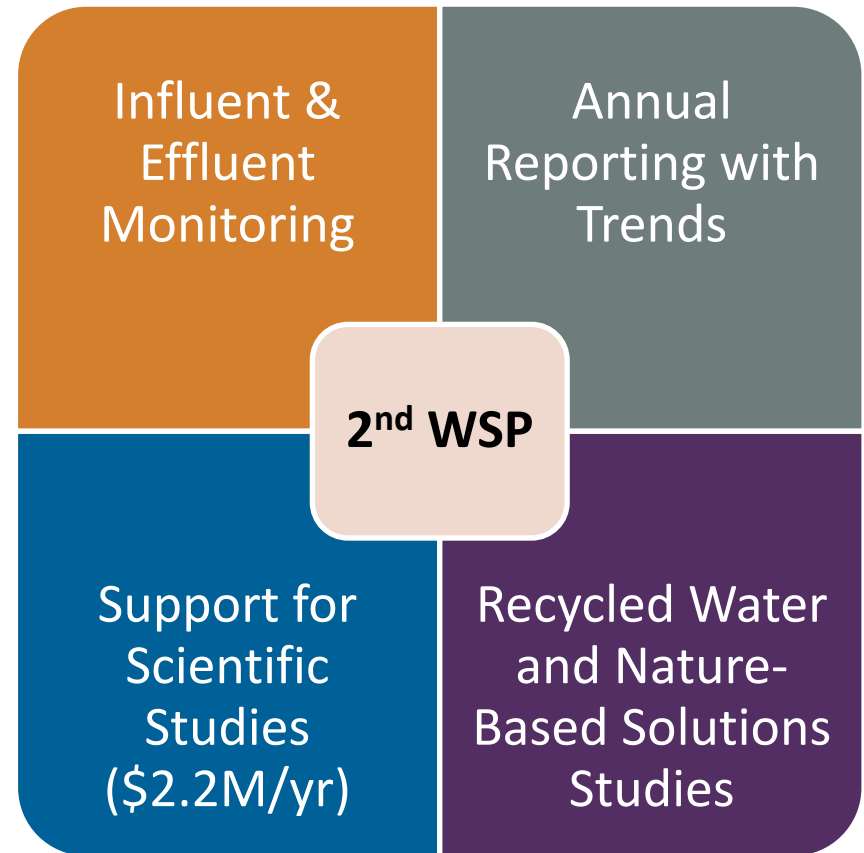 Influent &
Effluent
Monitoring
Annual
Reporting with
Trends
2nd WSP
Support for
Scientific
Studies
($2.2M/yr)
Recycled Water
and Nature-
Based Solutions
Studies